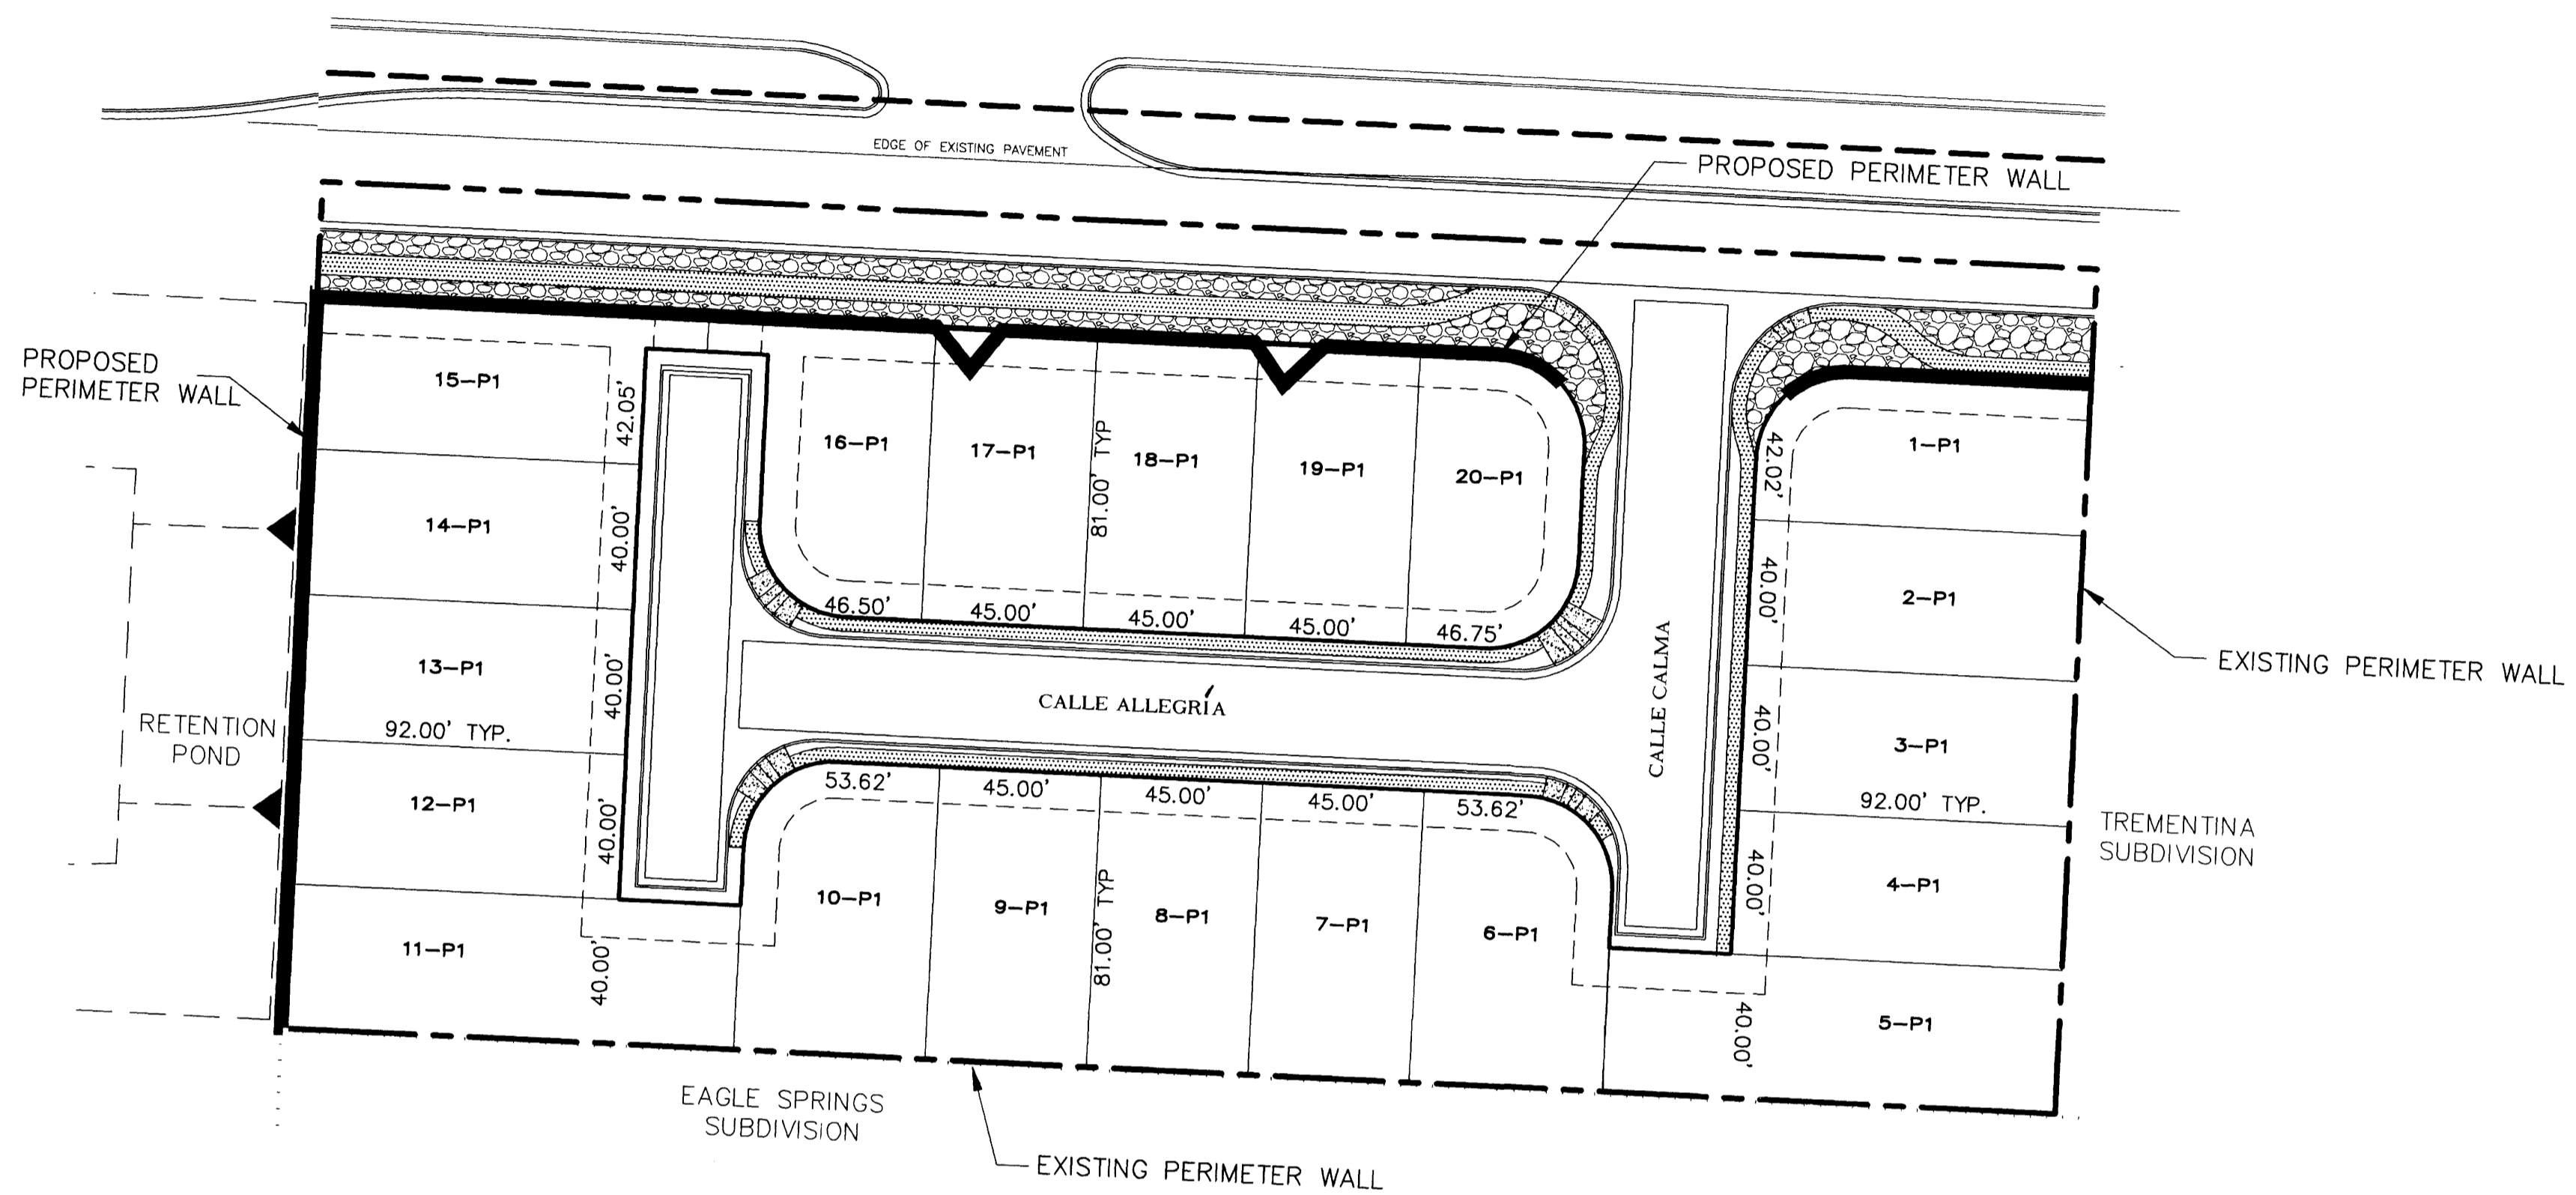 EDGE OF EXISTING PAVEMENT
PROPOSED PERIMETER WALL
PROPOSED
PERIMETER WALL
15-P1
42.05'
16-P1
17-P1
81.00' TYP
18-P1
19-P1
20-P1
42.02'
1-P1
14-P1
40.00'
40.00'
2-P1
46.50'
45.00'
45.00'
45.00'
46.75'
13-P1
40.00'
EXISTING PERIMETER WALL
CALLE ALLEGRÍA
CALLE CALMA
RETENTION
POND
92.00' TYP.
40.00'
3-P1
92.00' TYP.
12-P1
40.00'
53.62'
45.00'
45.00'
45.00'
53.62'
TREMENTINA
SUBDIVISION
40.00'
4-P1
10-P1
9-P1
81.00' TYP
8-P1
7-P1
6-P1
11-P1
40.00'
5-P1
40.00'
EAGLE SPRINGS
SUBDIVISION
EXISTING PERIMETER WALL